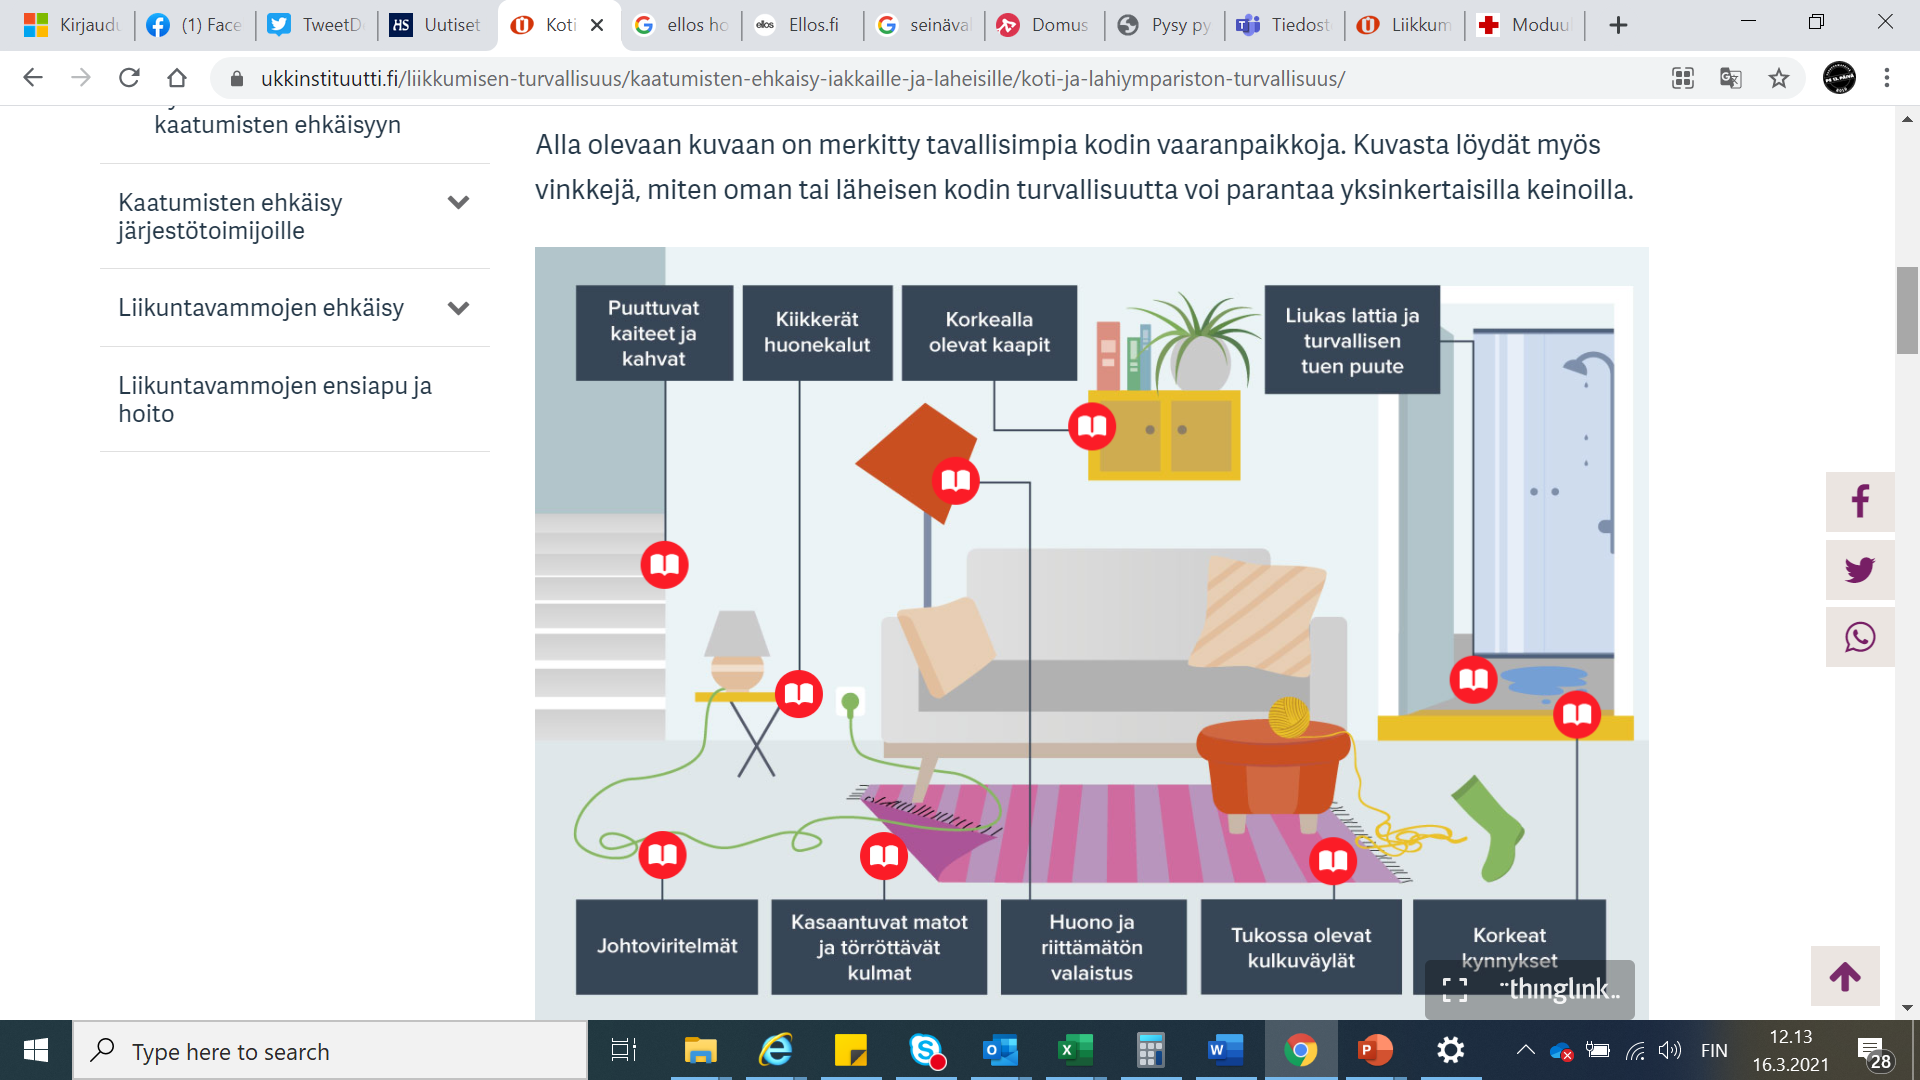 Kirjaudu
(1) Face
TweetD
HS Uutiset
Koti
ellos ho
ellos Ellos.fi
seinäval
Domus
Pysy py
Tiedost
Liikkum
Moduul
ukkinstituutti.fi/liikkumisen-turvallisuus/kaatumisten-ehkaisy-iakkaille-ja-laheisille/koti-ja-lahiympariston-turvallisuus/
kaatumisten ehkäisyyn
Kaatumisten ehkäisy
järjestötoimijoille
Liikuntavammojen ehkäisy
Liikuntavammojen ensiapu ja
hoito
Alla olevaan kuvaan on merkitty tavallisimpia kodin vaaranpaikkoja. Kuvasta löydät myös
vinkkejä, miten oman tai läheisen kodin turvallisuutta voi parantaa yksinkertaisilla keinoilla.
Puuttuvat
kaiteet ja
kahvat
Kiikkerät
huonekalut
Korkealla
olevat kaapit
Liukas lattia ja
turvallisen
tuen puute
Johtoviritelmät
Kasaantuvat matot
ja törröttävät
kulmat
Huono ja
riittämätön
valaistus
Tukossa olevat
kulkuväylät
Korkeat
kynnykset
thinglink..
Type here to search
FIN
12.13
16.3.2021
28